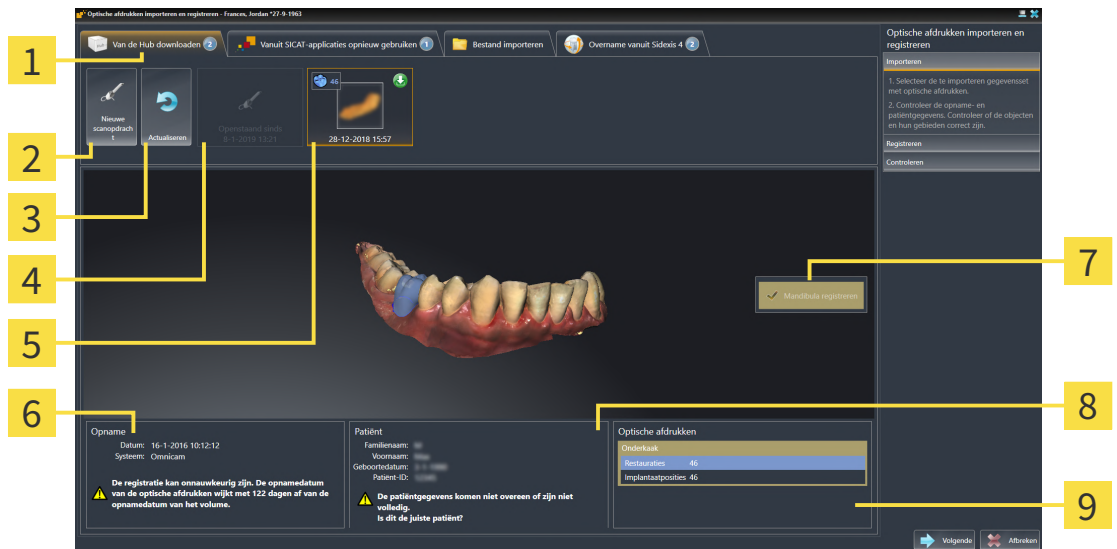 Optische afdrukken importeren en registreren - Frances, Jordan *27-9-1963
1
Van de Hub downloaden 2
Vanuit SICAT-applicaties opnieuw gebruiken 1
Bestand importeren
Overname vanuit Sidexis 4 2
Hub
Nieuwe
scanopdrach
t
Actualiseren
Openstaand sinds
8-1-2019 13:21
46
28-12-2018 15:57
2
3
4
5
6
Mandibula registreren
7
8
9
Opname
Datum: 16-1-2016 10:12:12
Systeem: Omnicam
De registratie kan onnauwkeurig zijn. De opnamedatum
van de optische afdrukken wijkt met 122 dagen af van de
opnamedatum van het volume.
Patiënt
Familienaam:
Voornaam:
Geboortedatum:
Patiënt-ID:
De patiëntgegevens komen niet overeen of zijn niet
volledig.
Is dit de juiste patiënt?
Optische afdrukken
Onderkaak
Restauraties 46
Implantaatposities 46
Optische afdrukken importeren en
registreren
Importeren
1. Selecteer de te importeren gegevensset
met optische afdrukken.
2. Controleer de opname- en
patiëntgegevens. Controleer of de objecten
en hun gebieden correct zijn.
Registreren
Controleren
Volgende
Afbreken